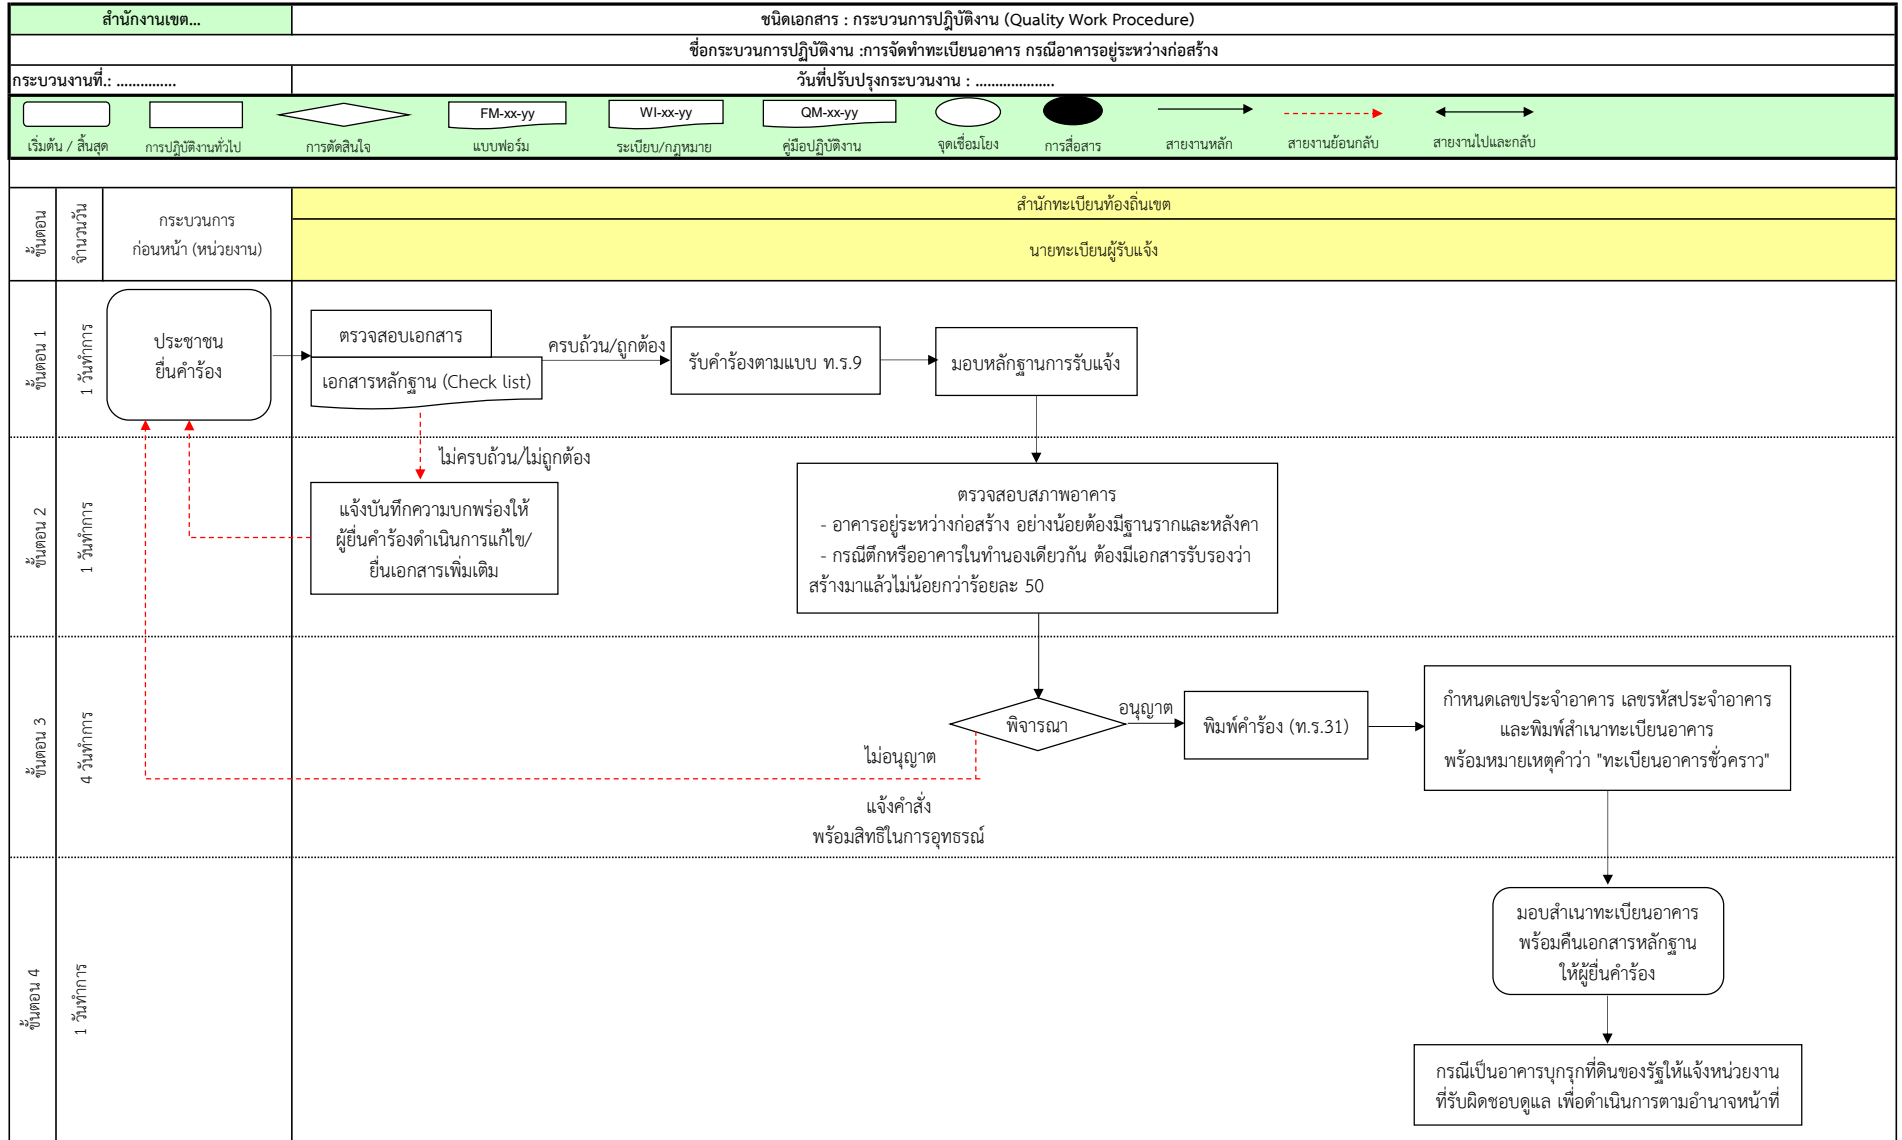 สำนักงานเขต...
ชนิดเอกสาร : กระบวนการปฏิบัติงาน (Quality Work Procedure)
ชื่อกระบวนการปฏิบัติงาน :การจัดทำทะเบียนอาคาร กรณีอาคารอยู่ระหว่างก่อสร้าง
กระบวนงานที่.: ...............
วันที่ปรับปรุงกระบวนงาน : ....................
FM-xx-yy
WI-xx-yy
QM-xx-yy
เริ่มต้น / สิ้นสุด
การปฏิบัติงานทั่วไป
การตัดสินใจ
แบบฟอร์ม
ระเบียบ/กฎหมาย
คู่มือปฏิบัติงาน
จุดเชื่อมโยง
การสื่อสาร
สายงานหลัก
สายงานย้อนกลับ
สายงานไปและกลับ
ขั้นตอน
จำนวนวัน
กระบวนการ
ก่อนหน้า (หน่วยงาน)
สำนักทะเบียนท้องถิ่นเขต
นายทะเบียนผู้รับแจ้ง
ขั้นตอน 1
1 วันทำการ
ประชาชน
ยื่นคำร้อง
ตรวจสอบเอกสาร
เอกสารหลักฐาน (Check list)
ครบถ้วน/ถูกต้อง
รับคำร้องตามแบบ ท.ร.9
มอบหลักฐานการรับแจ้ง
ไม่ครบถ้วน/ไม่ถูกต้อง
ขั้นตอน 2
1 วันทำการ
แจ้งบันทึกความบกพร่องให้
ผู้ยื่นคำร้องดำเนินการแก้ไข/
ยื่นเอกสารเพิ่มเติม
ตรวจสอบสภาพอาคาร
- อาคารอยู่ระหว่างก่อสร้าง อย่างน้อยต้องมีฐานรากและหลังคา
- กรณีตึกหรืออาคารในทำนองเดียวกัน ต้องมีเอกสารรับรองว่า
สร้างมาแล้วไม่น้อยกว่าร้อยละ 50
ขั้นตอน 3
4 วันทำการ
พิจารณา
อนุญาต
พิมพ์คำร้อง (ท.ร.31)
กำหนดเลขประจำอาคาร เลขรหัสประจำอาคาร
และพิมพ์สำเนาทะเบียนอาคาร
พร้อมหมายเหตุคำว่า "ทะเบียนอาคารชั่วคราว"
ไม่อนุญาต
แจ้งคำสั่ง
พร้อมสิทธิในการอุทธรณ์
ขั้นตอน 4
1 วันทำการ
มอบสำเนาทะเบียนอาคาร
พร้อมคืนเอกสารหลักฐาน
ให้ผู้ยื่นคำร้อง
กรณีเป็นอาคารบุกรุกที่ดินของรัฐให้แจ้งหน่วยงาน
ที่รับผิดชอบดูแล เพื่อดำเนินการตามอำนาจหน้าที่